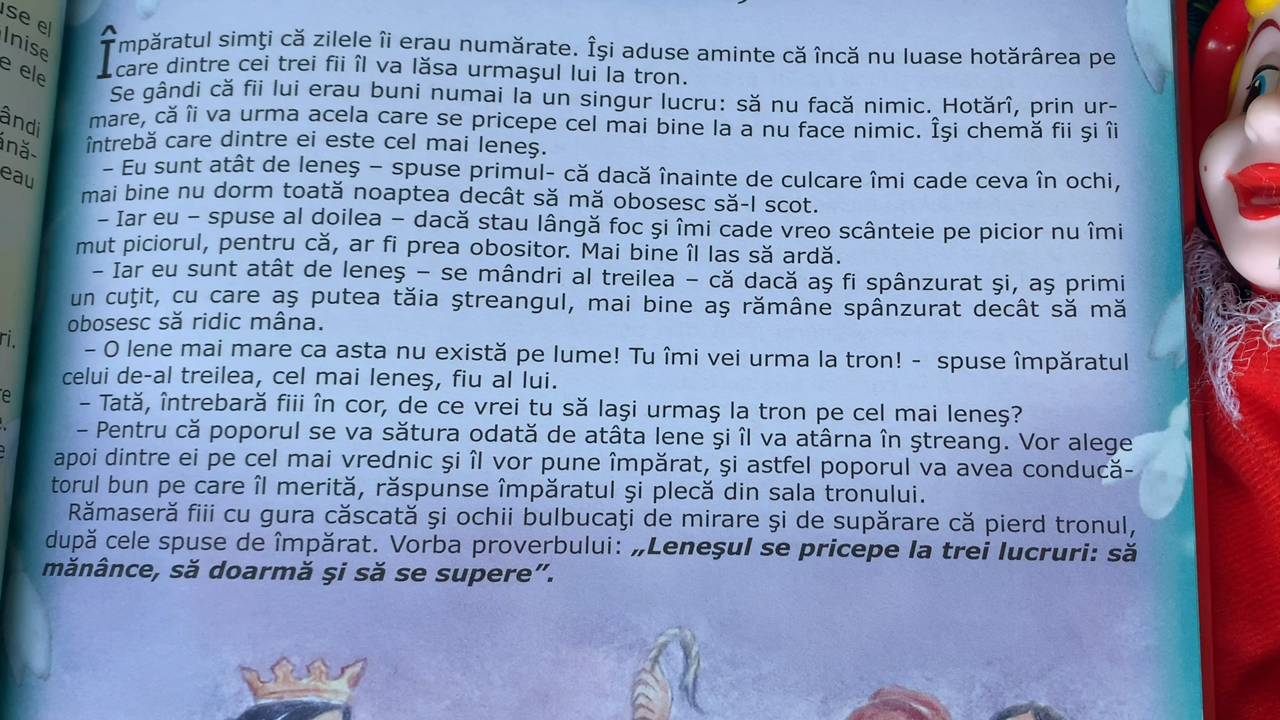 Împăratul simţi că zilele îi erau numărate. Îşi aduse aminte că încă nu luase hotărârea pe
care dintre cei trei fii îl va lăsa urmaşul lui la tron.
Se gândi că fii lui erau buni numai la un singur lucru: să nu facă nimic. Hotărî, prin ur-
mare, că îi va urma acela care se pricepe cel mai bine la a nu face nimic. Îşi chemă fii şi îi
întrebă care dintre ei este cel mai leneş.
– Eu sunt atât de leneş – spuse primul- că dacă înainte de culcare îmi cade ceva în ochi,
mai bine nu dorm toată noaptea decât să mă obosesc să-l scot.
– Iar eu – spuse al doilea – dacă stau lângă foc şi îmi cade vreo scânteie pe picior nu îmi
mut piciorul, pentru că, ar fi prea obositor. Mai bine îl las să ardă.
– Iar eu sunt atât de leneş – se mândri al treilea – că dacă aş fi spânzurat şi, aş primi
un cuţit, cu care aş putea tăia ştreangul, mai bine aş rămâne spânzurat decât să mă
obosesc să ridic mâna.
– O lene mai mare ca asta nu există pe lume! Tu îmi vei urma la tron! - spuse împăratul
celui de-al treilea, cel mai leneş, fiu al lui.
– Tată, întrebară fiii în cor, de ce vrei tu să laşi urmaş la tron pe cel mai leneş?
– Pentru că poporul se va sătura odată de atâta lene şi îl va atârna în ştreang. Vor alege
apoi dintre ei pe cel mai vrednic şi îl vor pune împărat, şi astfel poporul va avea conducă-
torul bun pe care îl merită, răspunse împăratul şi plecă din sala tronului.
Rămaseră fiii cu gura căscată şi ochii bulbucaţi de mirare şi de supărare că pierd tronul,
după cele spuse de împărat. Vorba proverbului: „Leneşul se pricepe la trei lucruri: să
mănânce, să doarmă şi să se supere”.